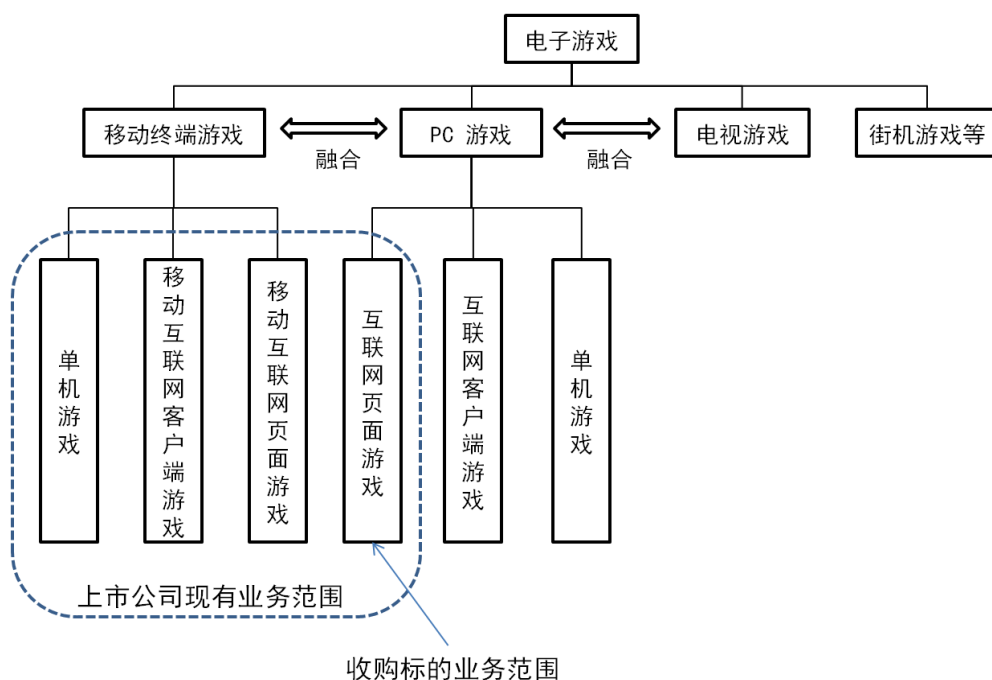 电子游戏
移动终端游戏
PC 游戏
电视游戏
街机游戏等
融合
融合
单机游戏
移动互联网客户端游戏
移动互联网页面游戏
互联网页面游戏
互联网客户端游戏
单机游戏
上市公司现有业务范围
收购标的业务范围